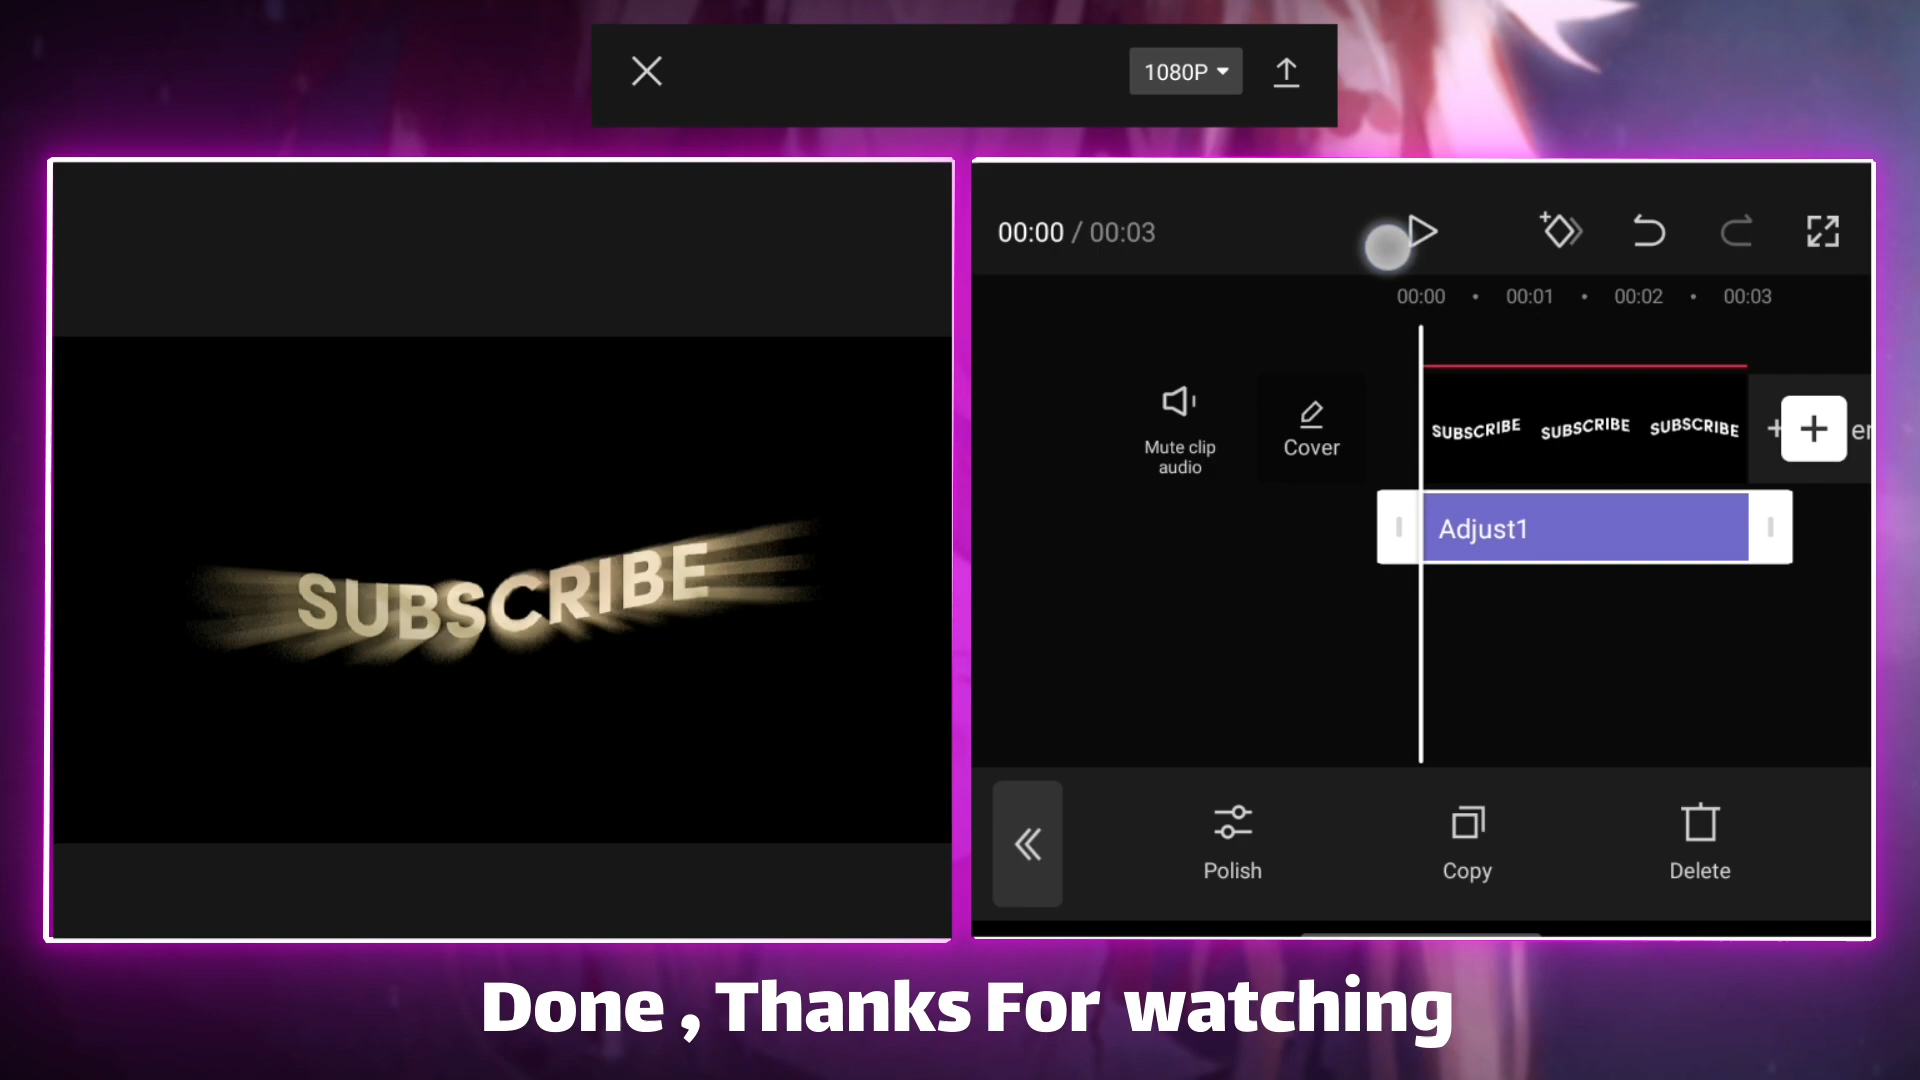 1080P
00:00 / 00:03
00:00 00:01 00:02 00:03
Mute clip
audio
Cover
SUBSCRIBE SUBSCRIBE SUBSCRIBE
Adjust1
SUBSCRIBE
Polish
Copy
Delete
Done , Thanks For watching